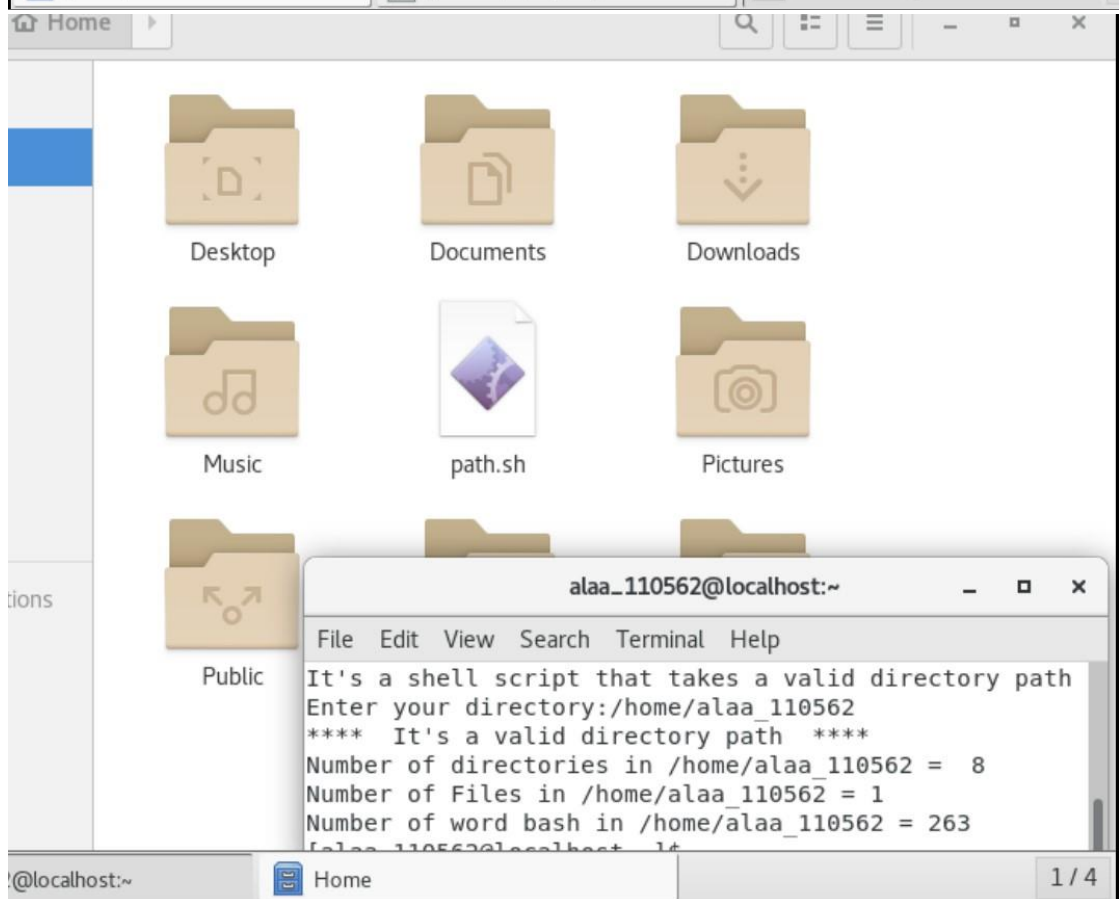 Home
Desktop
Documents
Downloads
Music
path.sh
Pictures
tions
Public
alaa_110562@localhost:~
File Edit View Search Terminal Help
It's a shell script that takes a valid directory path
Enter your directory:/home/alaa_110562
**** It's a valid directory path ****
Number of directories in /home/alaa_110562 = 8
Number of Files in /home/alaa_110562 = 1
Number of word bash in /home/alaa_110562 = 263
[alaa_110562@localhost ~]$
@localhost:~
Home
1 / 4